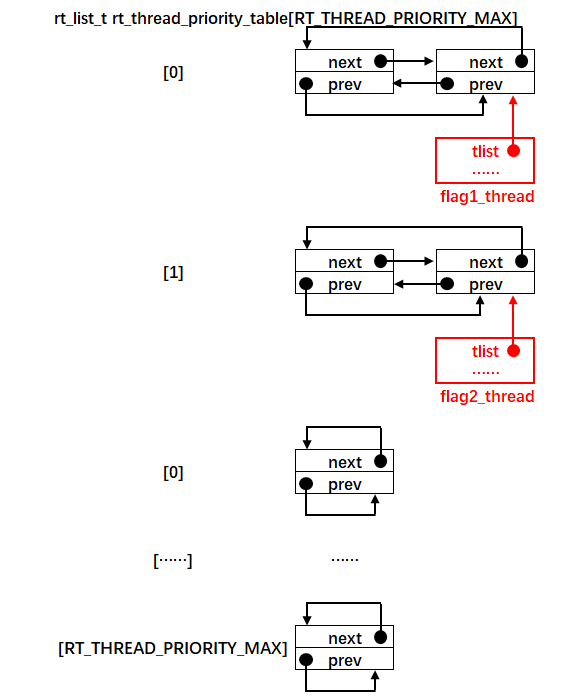 rt_list_t rt_thread_priority_table[RT_THREAD_PRIORITY_MAX]
[0]
next
next
prev
prev
tlist
······
flag1_thread
[1]
next
next
prev
prev
tlist
······
flag2_thread
[0]
next
prev
[······]
······
[RT_THREAD_PRIORITY_MAX]
next
prev